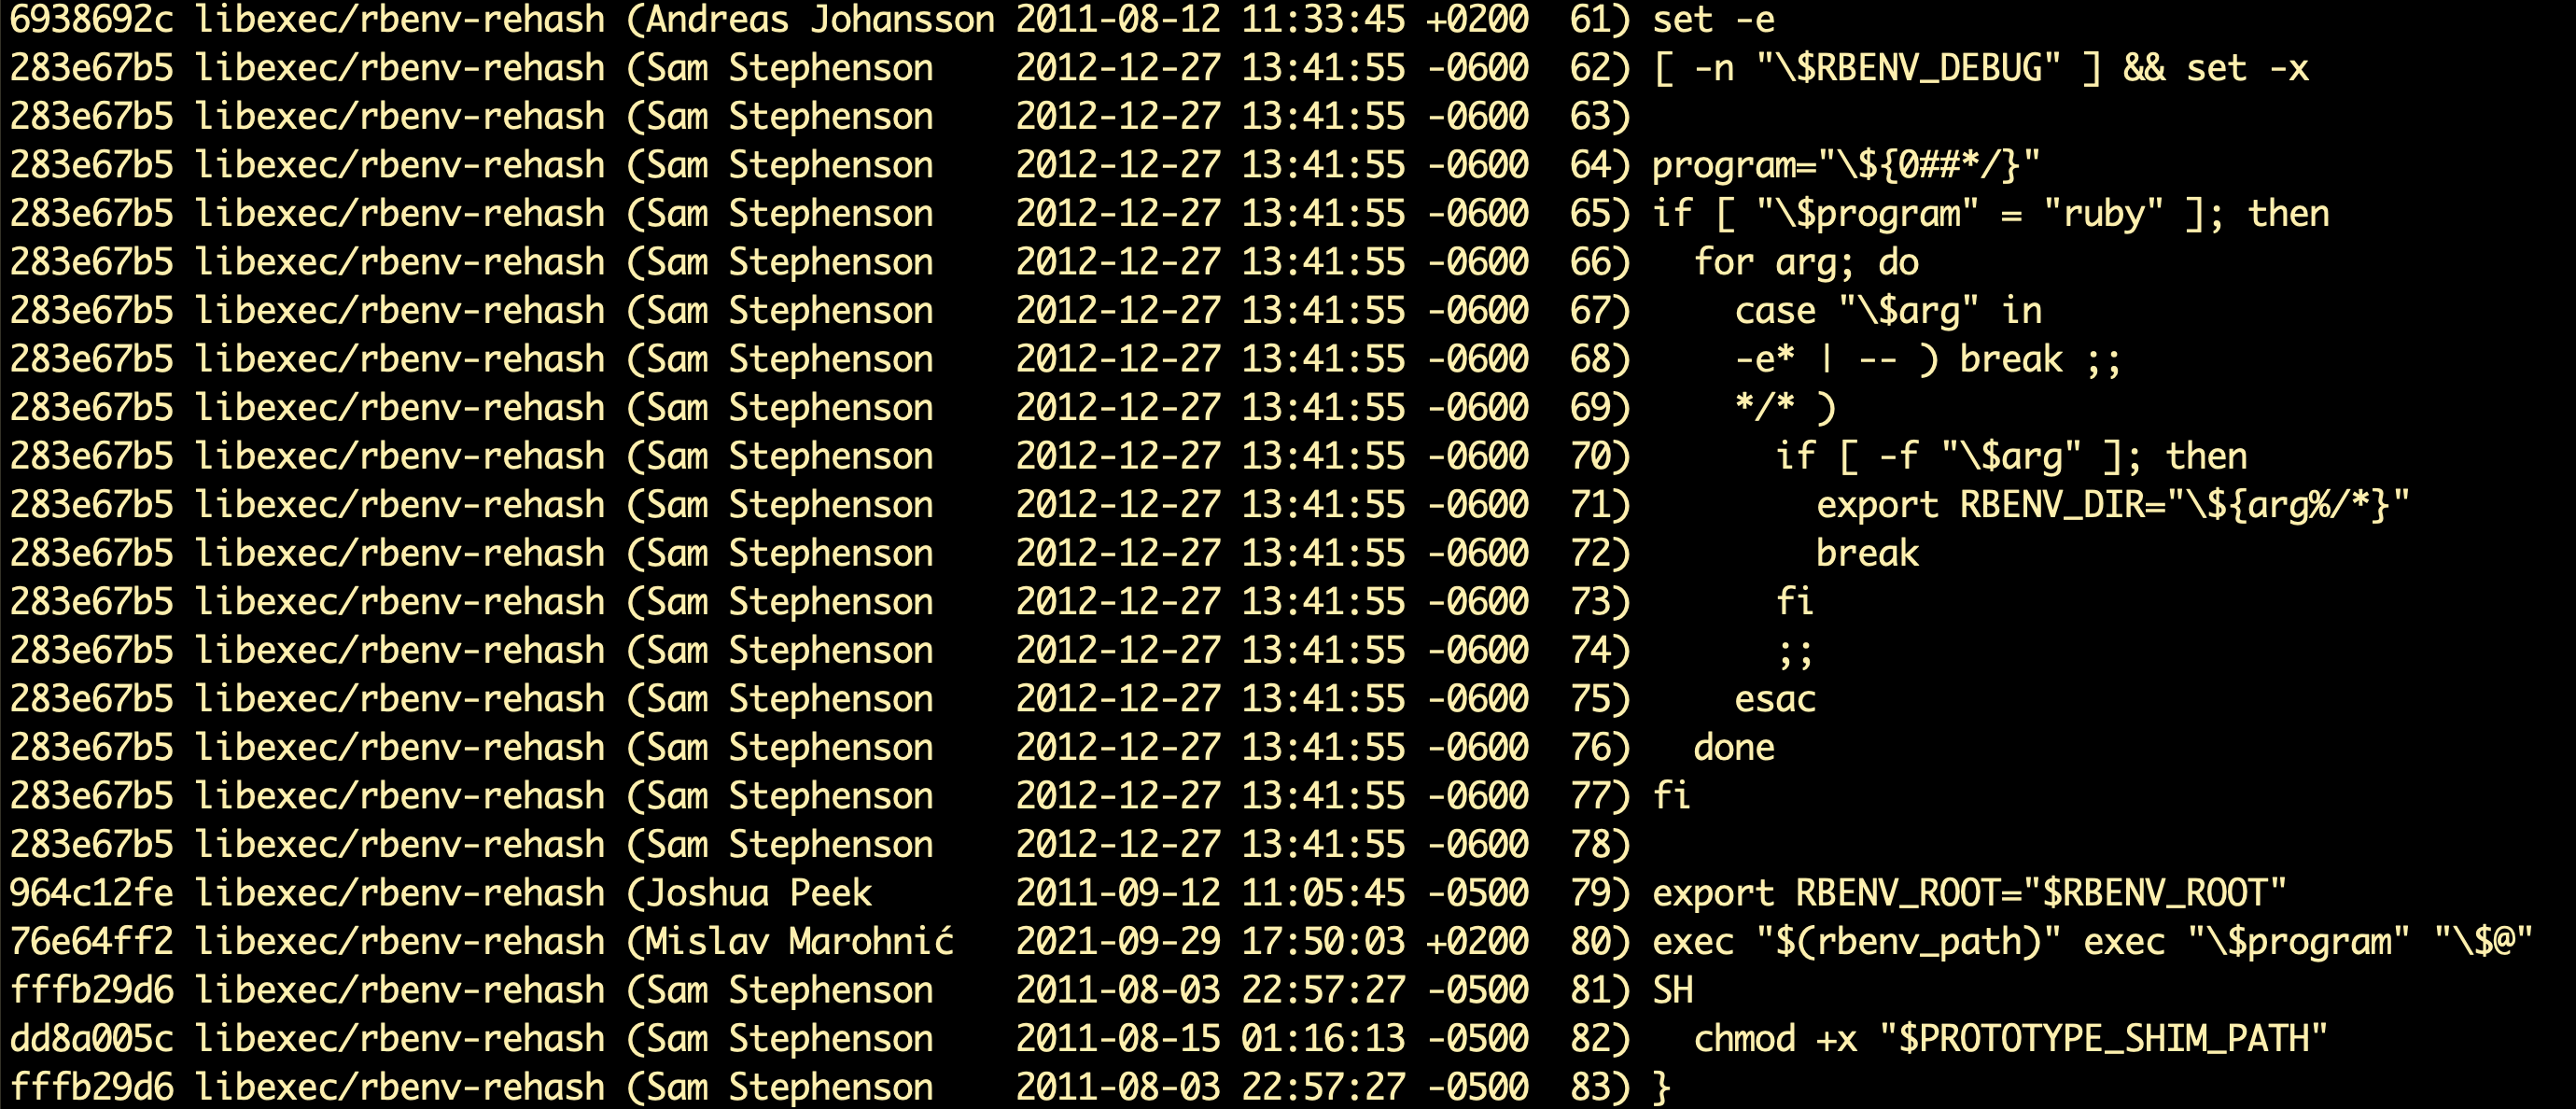 6938692c libexec/rbenv-rehash (Andreas Johansson 2011-08-12 11:33:45 +0200  61) set -e
283e67b5 libexec/rbenv-rehash (Sam Stephenson    2012-12-27 13:41:55 -0600  62) [ -n "\$RBENV_DEBUG" ] && set -x
283e67b5 libexec/rbenv-rehash (Sam Stephenson    2012-12-27 13:41:55 -0600  63)
283e67b5 libexec/rbenv-rehash (Sam Stephenson    2012-12-27 13:41:55 -0600  64) program="\${0##*/}"
283e67b5 libexec/rbenv-rehash (Sam Stephenson    2012-12-27 13:41:55 -0600  65) if [ "\$program" = "ruby" ]; then
283e67b5 libexec/rbenv-rehash (Sam Stephenson    2012-12-27 13:41:55 -0600  66)   for arg; do
283e67b5 libexec/rbenv-rehash (Sam Stephenson    2012-12-27 13:41:55 -0600  67)     case "\$arg" in
283e67b5 libexec/rbenv-rehash (Sam Stephenson    2012-12-27 13:41:55 -0600  68)     -e* | -- ) break ;;
283e67b5 libexec/rbenv-rehash (Sam Stephenson    2012-12-27 13:41:55 -0600  69)     */* )
283e67b5 libexec/rbenv-rehash (Sam Stephenson    2012-12-27 13:41:55 -0600  70)       if [ -f "\$arg" ]; then
283e67b5 libexec/rbenv-rehash (Sam Stephenson    2012-12-27 13:41:55 -0600  71)         export RBENV_DIR="\${arg%/*}"
283e67b5 libexec/rbenv-rehash (Sam Stephenson    2012-12-27 13:41:55 -0600  72)         break
283e67b5 libexec/rbenv-rehash (Sam Stephenson    2012-12-27 13:41:55 -0600  73)       fi
283e67b5 libexec/rbenv-rehash (Sam Stephenson    2012-12-27 13:41:55 -0600  74)       ;;
283e67b5 libexec/rbenv-rehash (Sam Stephenson    2012-12-27 13:41:55 -0600  75)     esac
283e67b5 libexec/rbenv-rehash (Sam Stephenson    2012-12-27 13:41:55 -0600  76)   done
283e67b5 libexec/rbenv-rehash (Sam Stephenson    2012-12-27 13:41:55 -0600  77) fi
283e67b5 libexec/rbenv-rehash (Sam Stephenson    2012-12-27 13:41:55 -0600  78)
964c12fe libexec/rbenv-rehash (Joshua Peek       2011-09-12 11:05:45 -0500  79) export RBENV_ROOT="$RBENV_ROOT"
76e64ff2 libexec/rbenv-rehash (Mislav Marohnić   2021-09-29 17:50:03 +0200  80) exec "$(rbenv_path)" exec "\$program" "\$@"
fffb29d6 libexec/rbenv-rehash (Sam Stephenson    2011-08-03 22:57:27 -0500  81) SH
dd8a005c libexec/rbenv-rehash (Sam Stephenson    2011-08-15 01:16:13 -0500  82)   chmod +x "$PROTOTYPE_SHIM_PATH"
fffb29d6 libexec/rbenv-rehash (Sam Stephenson    2011-08-03 22:57:27 -0500  83) }